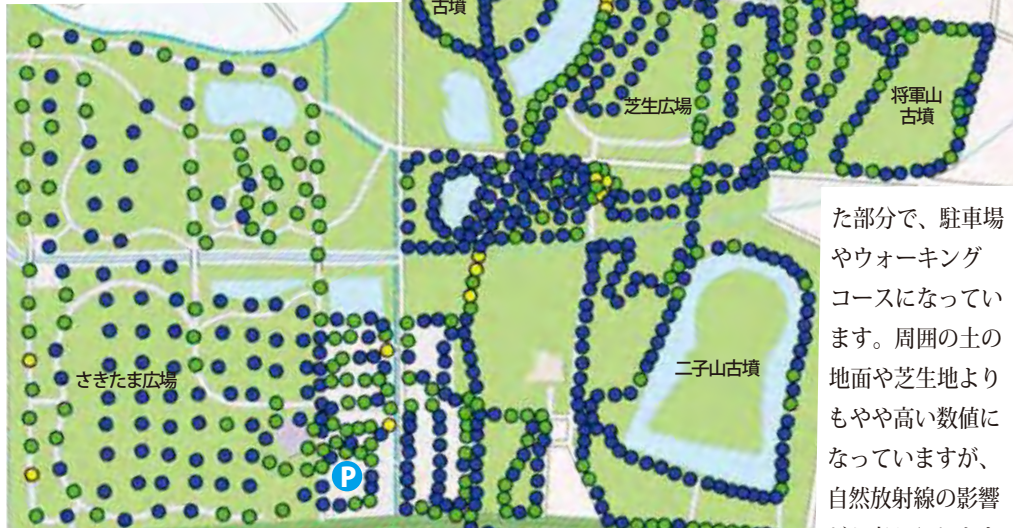 古墳
芝生広場
将軍山
古墳
さきたま広場
二子山古墳
P
た部分で、駐車場
やウォーキング
コースになってい
ます。周囲の土の
地面や芝生地より
もやや高い数値に
なっていますが、
自然放射線の影響